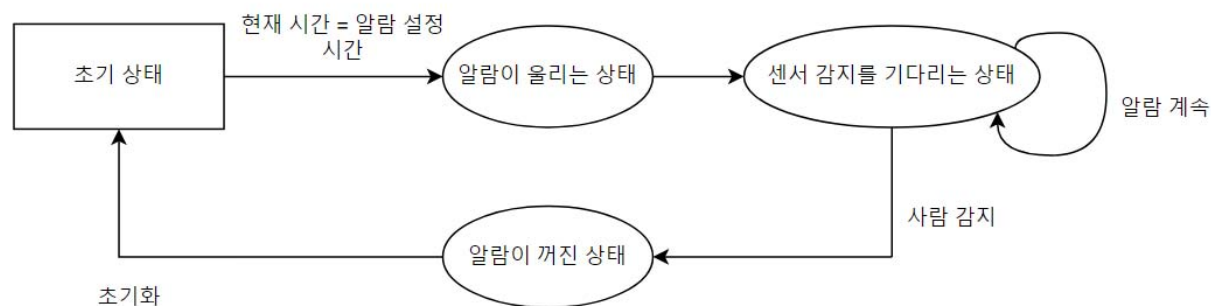 현재 시간 = 알람 설정
시간
초기 상태
알람이 울리는 상태
센서 감지를 기다리는 상태
알람 계속
사람 감지
알람이 꺼진 상태
초기화